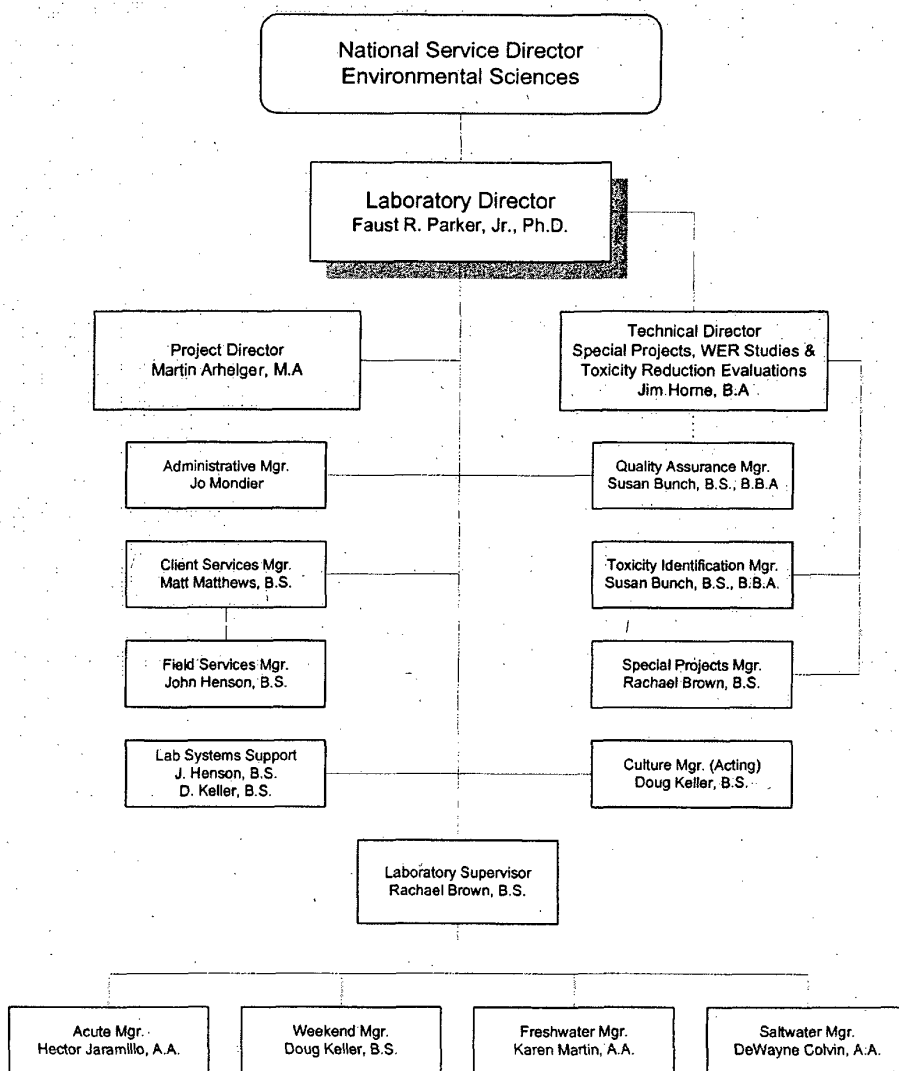 National Service Director
Environmental Sciences
Laboratory Director
Faust R. Parker, Jr., Ph.D.
Project Director
Martin Arhelger, M.A
Technical Director
Special Projects, WER Studies &
Toxicity Reduction Evaluations
Jim Horne, B.A
Administrative Mgr.
Jo Mondier
Quality Assurance Mgr.
Susan Bunch, B.S., B.B.A
Client Services Mgr.
Matt Matthews, B.S.
Toxicity Identification Mgr.
Susan Bunch, B.S., B.B.A.
Field Services Mgr.
John Henson, B.S.
Special Projects Mgr.
Rachael Brown, B.S.
Lab Systems Support
J. Henson, B.S.
D. Keller, B.S.
Culture Mgr. (Acting)
Doug Keller, B.S.
Laboratory Supervisor
Rachael Brown, B.S.
Acute Mgr.
Hector Jaramillo, A.A.
Weekend Mgr.
Doug Keller, B.S.
Freshwater Mgr.
Karen Martin, A.A.
Saltwater Mgr.
DeWayne Colvin, A.A.